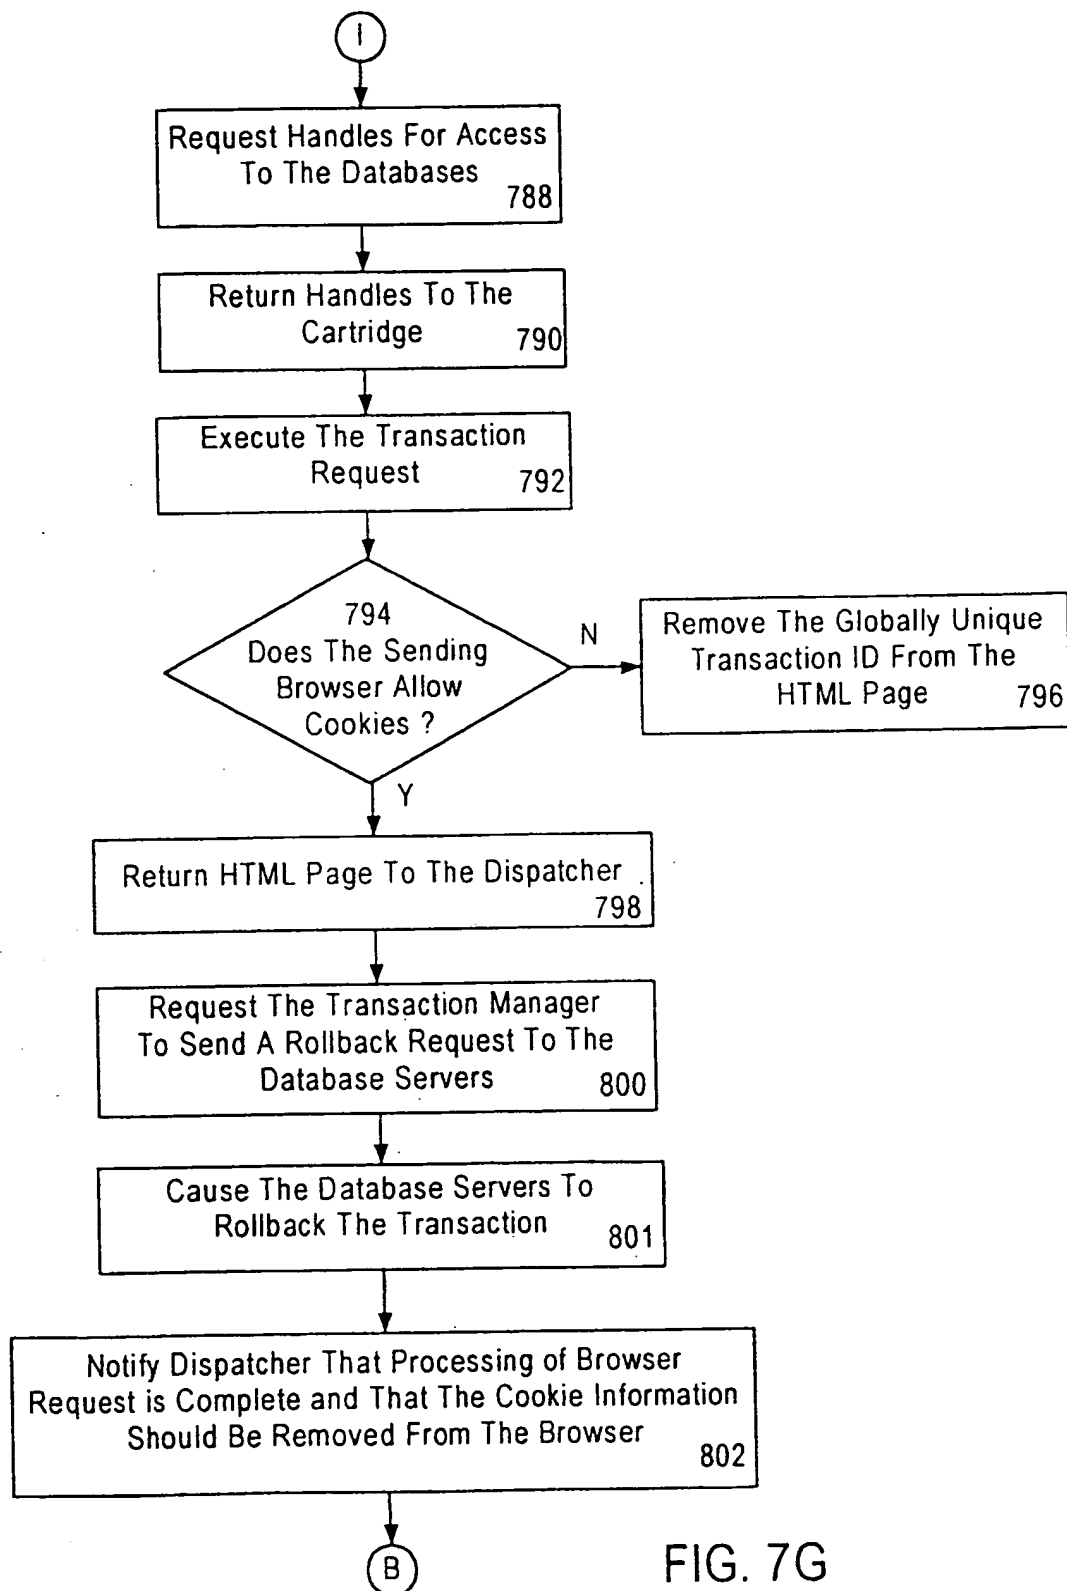 I
Request Handles For Access
To The Databases
788
Return Handles To The
Cartridge
790
Execute The Transaction
Request
792
794
Does The Sending
Browser Allow
Cookies ?
N
Remove The Globally Unique
Transaction ID From The
HTML Page
796
Y
Return HTML Page To The Dispatcher
798
Request The Transaction Manager
To Send A Rollback Request To The
Database Servers
800
Cause The Database Servers To
Rollback The Transaction
801
Notify Dispatcher That Processing of Browser
Request is Complete and That The Cookie Information
Should Be Removed From The Browser
802
B
FIG. 7G